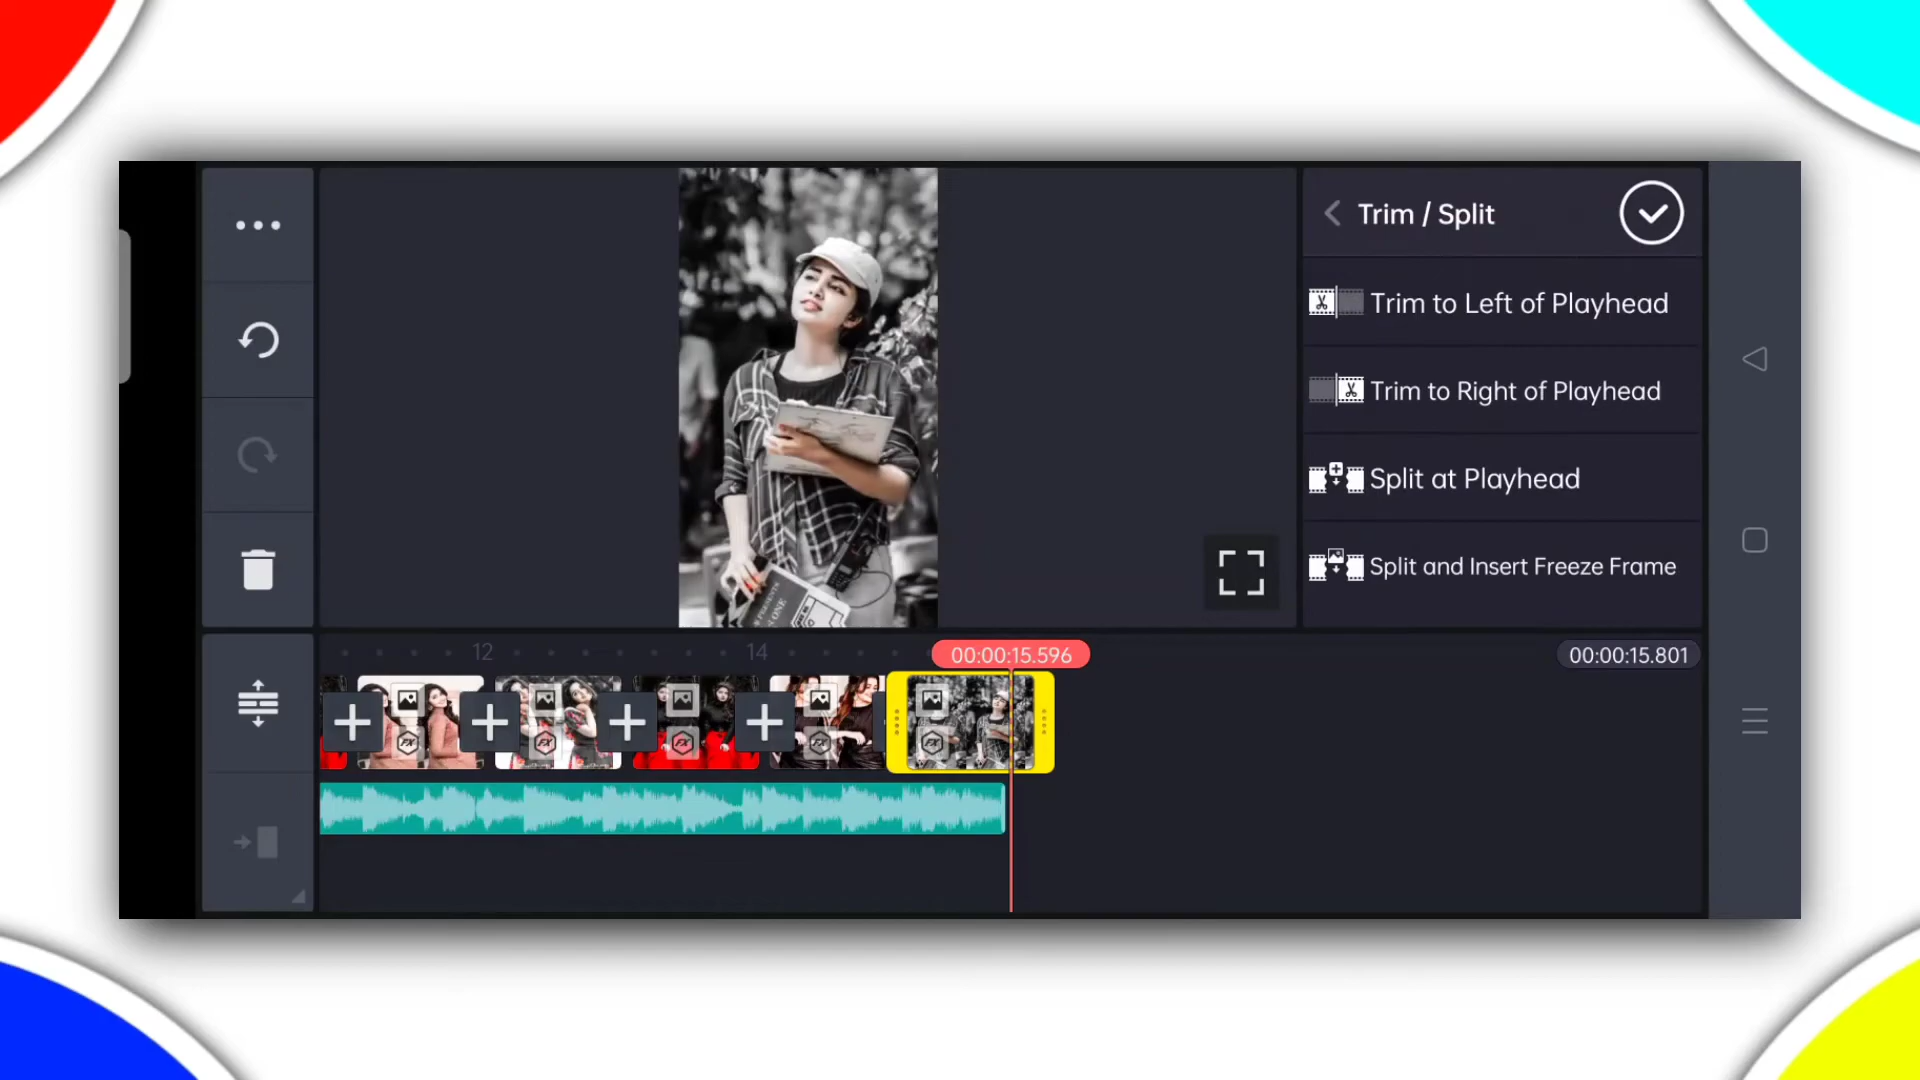 Trim / Split
Trim to Left of Playhead
Trim to Right of Playhead
Split at Playhead
Split and Insert Freeze Frame
12
14
00:00:15.596
00:00:15.801